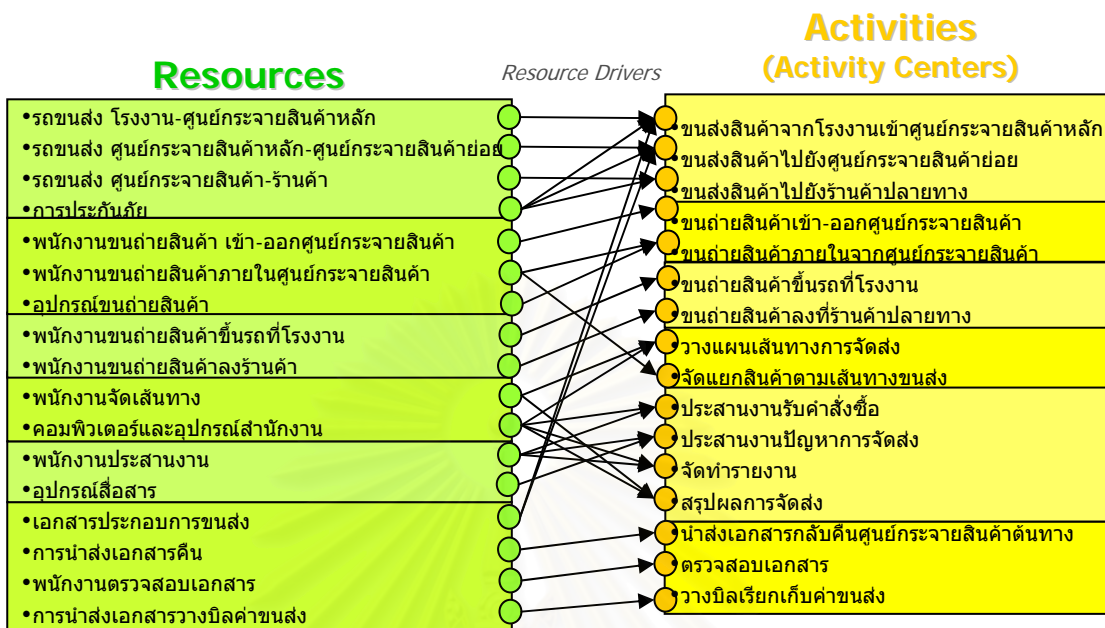 Resources
Resource Drivers
Activities
(Activity Centers)
•รถขนส่ง โรงงาน-ศูนย์กระจายสินค้าหลัก
•รถขนส่ง ศูนย์กระจายสินค้าหลัก-ศูนย์กระจายสินค้าย่อย
•รถขนส่ง ศูนย์กระจายสินค้า-ร้านค้า
•การประกันภัย
•พนักงานขนถ่ายสินค้า เข้า-ออกศูนย์กระจายสินค้า
•พนักงานขนถ่ายสินค้าภายในศูนย์กระจายสินค้า
•อุปกรณ์ขนถ่ายสินค้า
•พนักงานขนถ่ายสินค้าขึ้นรถที่โรงงาน
•พนักงานขนถ่ายสินค้าลงร้านค้า
•พนักงานจัดเส้นทาง
•คอมพิวเตอร์และอุปกรณ์สำนักงาน
•พนักงานประสานงาน
•อุปกรณ์สื่อสาร
•เอกสารประกอบการขนส่ง
•การนำส่งเอกสารคืน
•พนักงานตรวจสอบเอกสาร
•การนำส่งเอกสารวางบิลค่าขนส่ง
•ขนส่งสินค้าจากโรงงานเข้าศูนย์กระจายสินค้าหลัก
•ขนส่งสินค้าไปยังศูนย์กระจายสินค้าย่อย
•ขนส่งสินค้าไปยังร้านค้าปลายทาง
•ขนถ่ายสินค้าเข้า-ออกศูนย์กระจายสินค้า
•ขนถ่ายสินค้าภายในจากศูนย์กระจายสินค้า
•ขนถ่ายสินค้าขึ้นรถที่โรงงาน
•ขนถ่ายสินค้าลงที่ร้านค้าปลายทาง
•วางแผนเส้นทางการจัดส่ง
•จัดแยกสินค้าตามเส้นทางขนส่ง
•ประสานงานรับคำสั่งซื้อ
•ประสานงานปัญหาการจัดส่ง
•จัดทำรายงาน
•สรุปผลการจัดส่ง
•นำส่งเอกสารกลับคืนศูนย์กระจายสินค้าต้นทาง
•ตรวจสอบเอกสาร
•วางบิลเรียกเก็บค่าขนส่ง